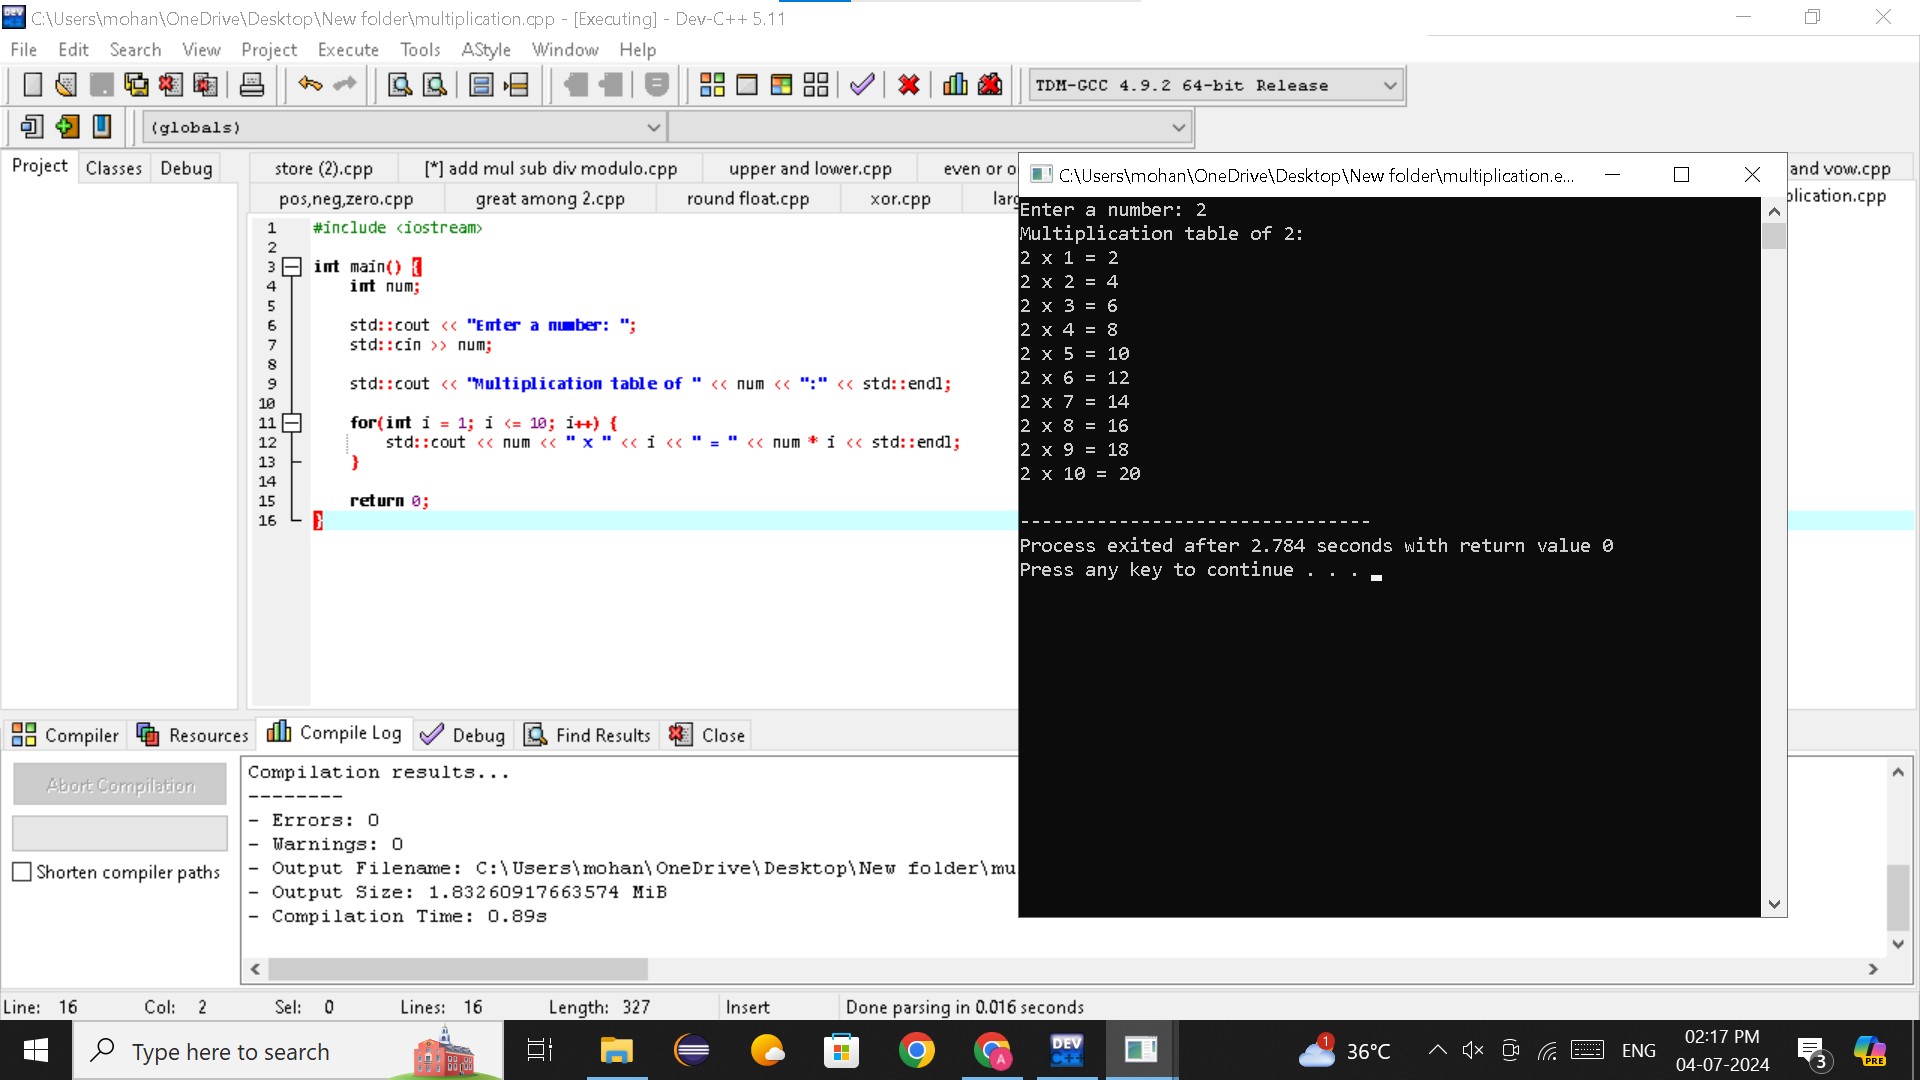 C:\Users\mohan\OneDrive\Desktop\New folder\multiplication.cpp - [Executing] - Dev-C++ 5.11
File Edit Search View Project Execute Tools AStyle Window Help
TDM-GCC 4.9.2 64-bit Release
(globals)
Project Classes Debug
store (2).cpp [*] add mul sub div modulo.cpp upper and lower.cpp even or o and vow.cpp
pos,neg,zero.cpp great among 2.cpp round float.cpp xor.cpp larg plication.cpp
1 #include <iostream>
2
3 int main() {
4 int num;
5
6 std::cout << "Enter a number: ";
7 std::cin >> num;
8
9 std::cout << "Multiplication table of " << num << ":" << std::endl;
10
11 for(int i = 1; i <= 10; i++) {
12 std::cout << num << " x " << i << " = " << num * i << std::endl;
13 }
14
15 return 0;
16 }
C:\Users\mohan\OneDrive\Desktop\New folder\multiplication.e...
Enter a number: 2
Multiplication table of 2:
2 x 1 = 2
2 x 2 = 4
2 x 3 = 6
2 x 4 = 8
2 x 5 = 10
2 x 6 = 12
2 x 7 = 14
2 x 8 = 16
2 x 9 = 18
2 x 10 = 20
--------------------------------
Process exited after 2.784 seconds with return value 0
Press any key to continue . . .
Compiler Resources Compile Log Debug Find Results Close
Abort Compilation
Shorten compiler paths
Compilation results...
--------
- Errors: 0
- Warnings: 0
- Output Filename: C:\Users\mohan\OneDrive\Desktop\New folder\mu
- Output Size: 1.83260917663574 MiB
- Compilation Time: 0.89s
Line: 16 Col: 2 Sel: 0 Lines: 16 Length: 327 Insert Done parsing in 0.016 seconds
Type here to search
DEV C++
1 36°C
ENG
02:17 PM
04-07-2024
3
PRE